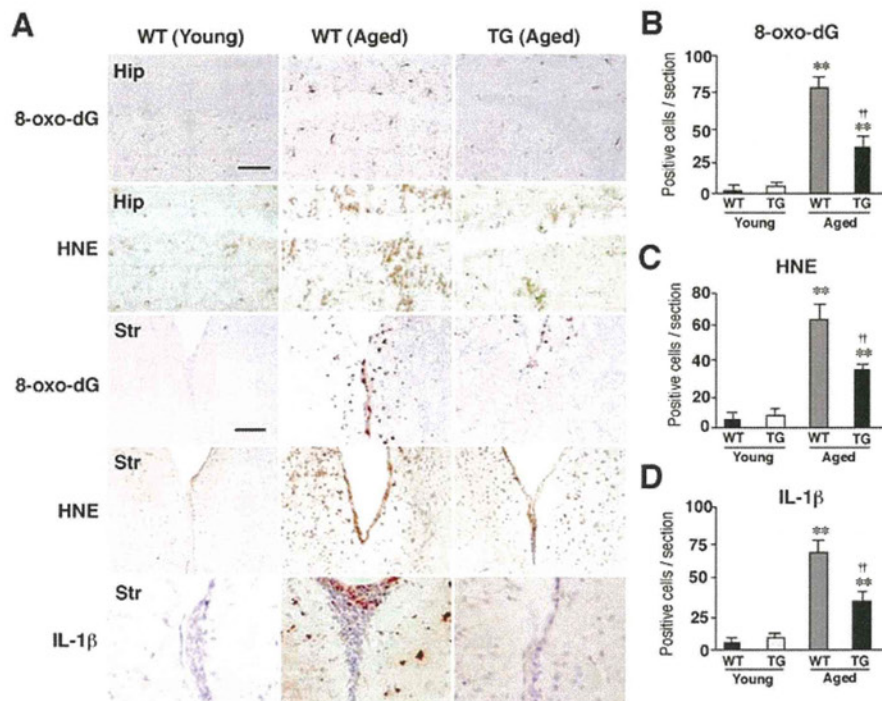 A
WT (Young) WT (Aged) TG (Aged)
Hip
8-oxo-dG
Hip
HNE
Str
8-oxo-dG
Str
HNE
Str
IL-1β
B
8-oxo-dG
Positive cells / section
100
75
50
25
0
**
††
**
WT TG WT TG
Young Aged
C
HNE
Positive cells / section
80
60
40
20
0
**
††
**
WT TG WT TG
Young Aged
D
IL-1β
Positive cells / section
100
75
50
25
0
**
††
**
WT TG WT TG
Young Aged